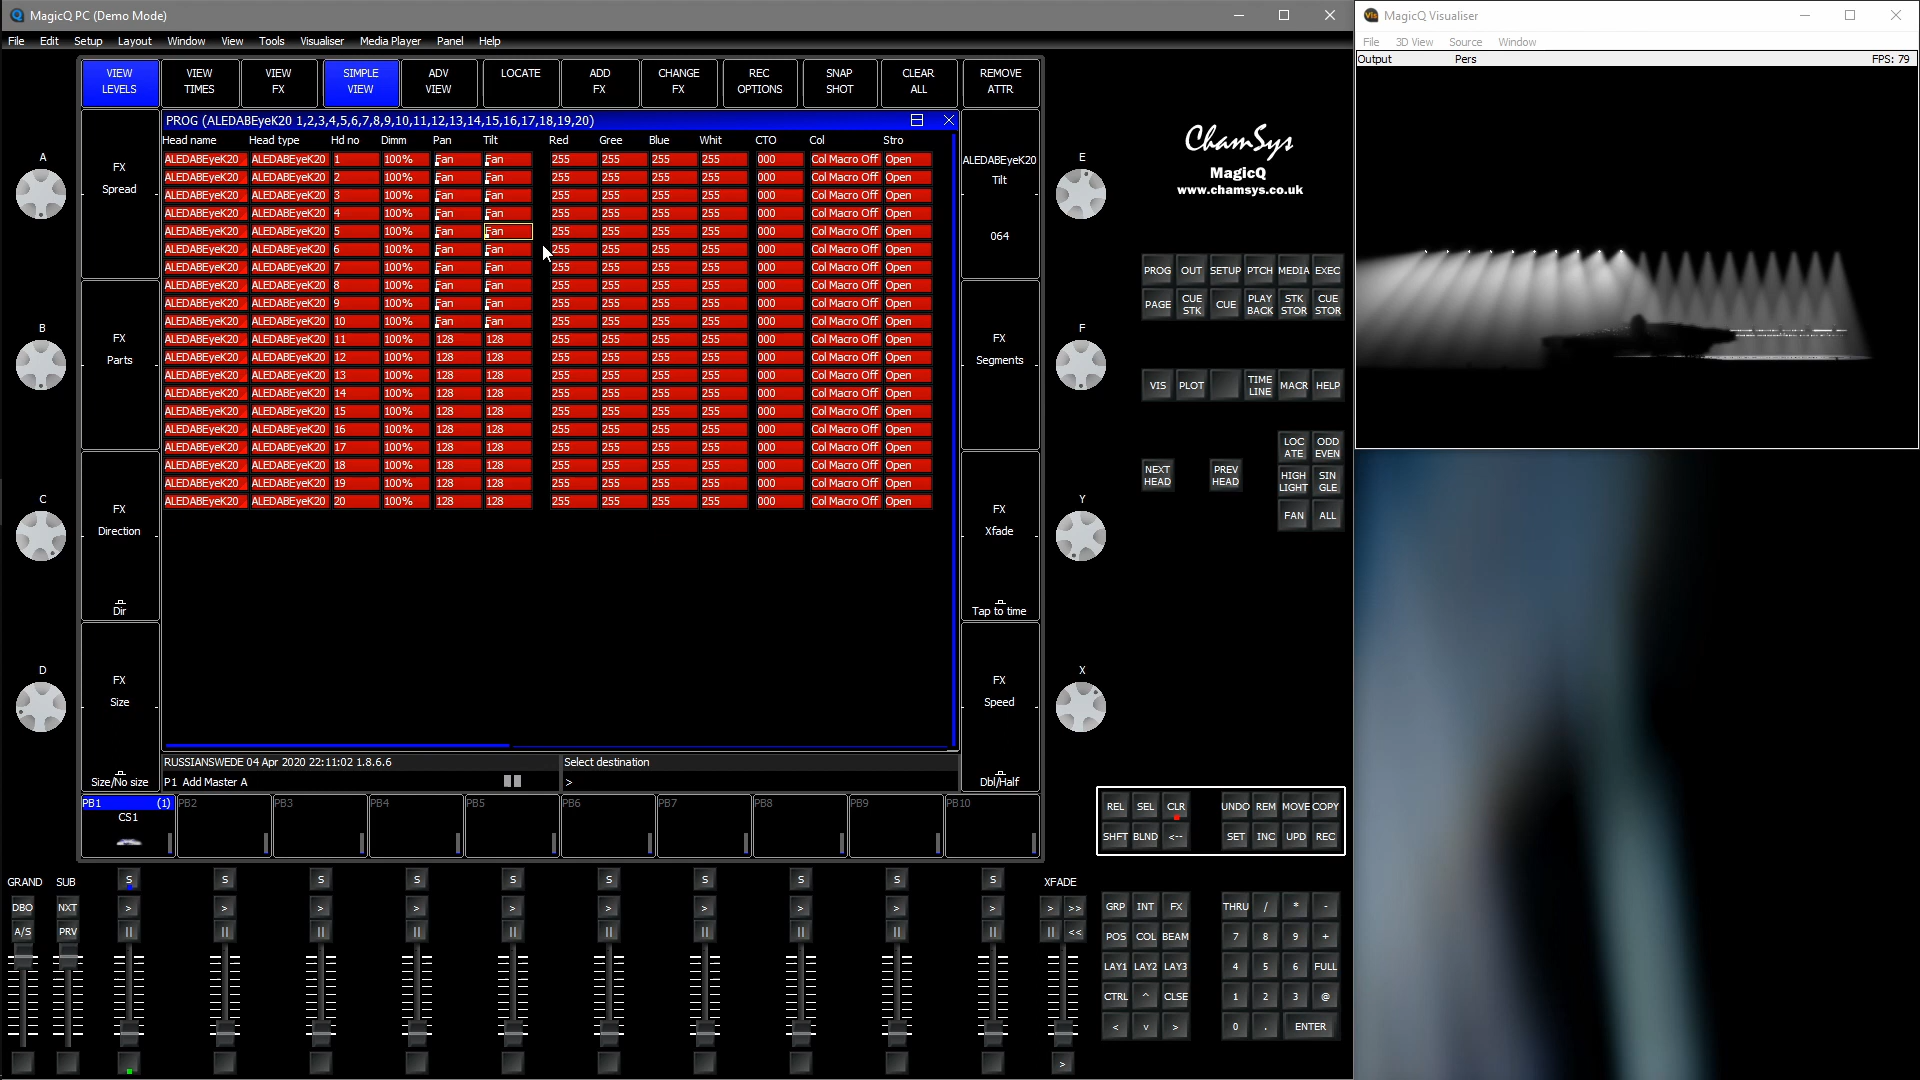 MagicQ PC (Demo Mode)
File Edit Setup Layout Window View Tools Visualiser Media Player Panel Help
VIEW LEVELS
VIEW TIMES
VIEW FX
SIMPLE VIEW
ADV VIEW
LOCATE
ADD FX
CHANGE FX
REC OPTIONS
SNAP SHOT
CLEAR ALL
REMOVE ATTR
PROG (ALEDABEyeK20 1,2,3,4,5,6,7,8,9,10,11,12,13,14,15,16,17,18,19,20)
Head name Head type Hd no Dimm Pan Tilt Red Gree Blue Whit CTO Col Stro
ALEDABEyeK20 ALEDABEyeK20 1 100% Fan Fan 255 255 255 255 000 Col Macro Off Open
ALEDABEyeK20 ALEDABEyeK20 2 100% Fan Fan 255 255 255 255 000 Col Macro Off Open
ALEDABEyeK20 ALEDABEyeK20 3 100% Fan Fan 255 255 255 255 000 Col Macro Off Open
ALEDABEyeK20 ALEDABEyeK20 4 100% Fan Fan 255 255 255 255 000 Col Macro Off Open
ALEDABEyeK20 ALEDABEyeK20 5 100% Fan Fan 255 255 255 255 000 Col Macro Off Open
ALEDABEyeK20 ALEDABEyeK20 6 100% Fan Fan 255 255 255 255 000 Col Macro Off Open
ALEDABEyeK20 ALEDABEyeK20 7 100% Fan Fan 255 255 255 255 000 Col Macro Off Open
ALEDABEyeK20 ALEDABEyeK20 8 100% Fan Fan 255 255 255 255 000 Col Macro Off Open
ALEDABEyeK20 ALEDABEyeK20 9 100% Fan Fan 255 255 255 255 000 Col Macro Off Open
ALEDABEyeK20 ALEDABEyeK20 10 100% Fan Fan 255 255 255 255 000 Col Macro Off Open
ALEDABEyeK20 ALEDABEyeK20 11 100% 128 128 255 255 255 255 000 Col Macro Off Open
ALEDABEyeK20 ALEDABEyeK20 12 100% 128 128 255 255 255 255 000 Col Macro Off Open
ALEDABEyeK20 ALEDABEyeK20 13 100% 128 128 255 255 255 255 000 Col Macro Off Open
ALEDABEyeK20 ALEDABEyeK20 14 100% 128 128 255 255 255 255 000 Col Macro Off Open
ALEDABEyeK20 ALEDABEyeK20 15 100% 128 128 255 255 255 255 000 Col Macro Off Open
ALEDABEyeK20 ALEDABEyeK20 16 100% 128 128 255 255 255 255 000 Col Macro Off Open
ALEDABEyeK20 ALEDABEyeK20 17 100% 128 128 255 255 255 255 000 Col Macro Off Open
ALEDABEyeK20 ALEDABEyeK20 18 100% 128 128 255 255 255 255 000 Col Macro Off Open
ALEDABEyeK20 ALEDABEyeK20 19 100% 128 128 255 255 255 255 000 Col Macro Off Open
ALEDABEyeK20 ALEDABEyeK20 20 100% 128 128 255 255 255 255 000 Col Macro Off Open
A
FX
Spread
B
FX
Parts
C
FX
Direction
Dir
D
FX
Size
Size/No size
ALEDABEyeK20
Tilt
064
E
FX
Segments
F
FX
Xfade
Tap to time
Y
FX
Speed
Dbl/Half
X
RUSSIANSWEDE 04 Apr 2020 22:11:02 1.8.6.6
Select destination
P1 Add Master A
>
PB1 (1) PB2 PB3 PB4 PB5 PB6 PB7 PB8 PB9 PB10
CS1
GRAND SUB S S S S S S S S S S XFADE
DBO NXT > > > > > > > > > > > >>
A/S PRV <<
>
ChamSys
MagicQ
www.chamsys.co.uk
PROG OUT SETUP PTCH MEDIA EXEC
PAGE CUE STK CUE PLAY BACK STK STOR CUE STOR
VIS PLOT TIME LINE MACR HELP
LOC ATE ODD EVEN
NEXT HEAD PREV HEAD HIGH LIGHT SIN GLE
FAN ALL
REL SEL CLR UNDO REM MOVE COPY
SHFT BLND <-- SET INC UPD REC
GRP INT FX THRU / * -
POS COL BEAM 7 8 9 +
LAY1 LAY2 LAY3 4 5 6 FULL
CTRL ^ CLSE 1 2 3 @
< v > 0 . ENTER
MagicQ Visualiser
File 3D View Source Window
Output Pers FPS: 79